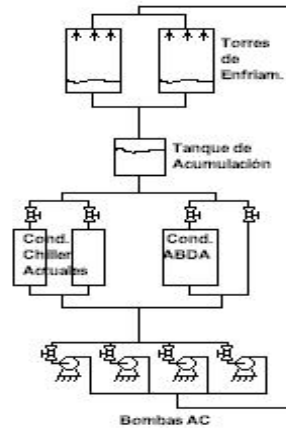 Torres
de
Enfriam.
Tanque de
Acumulación
Cond.
Chiller
Actuales
Cond.
ABDA
Bombas AC